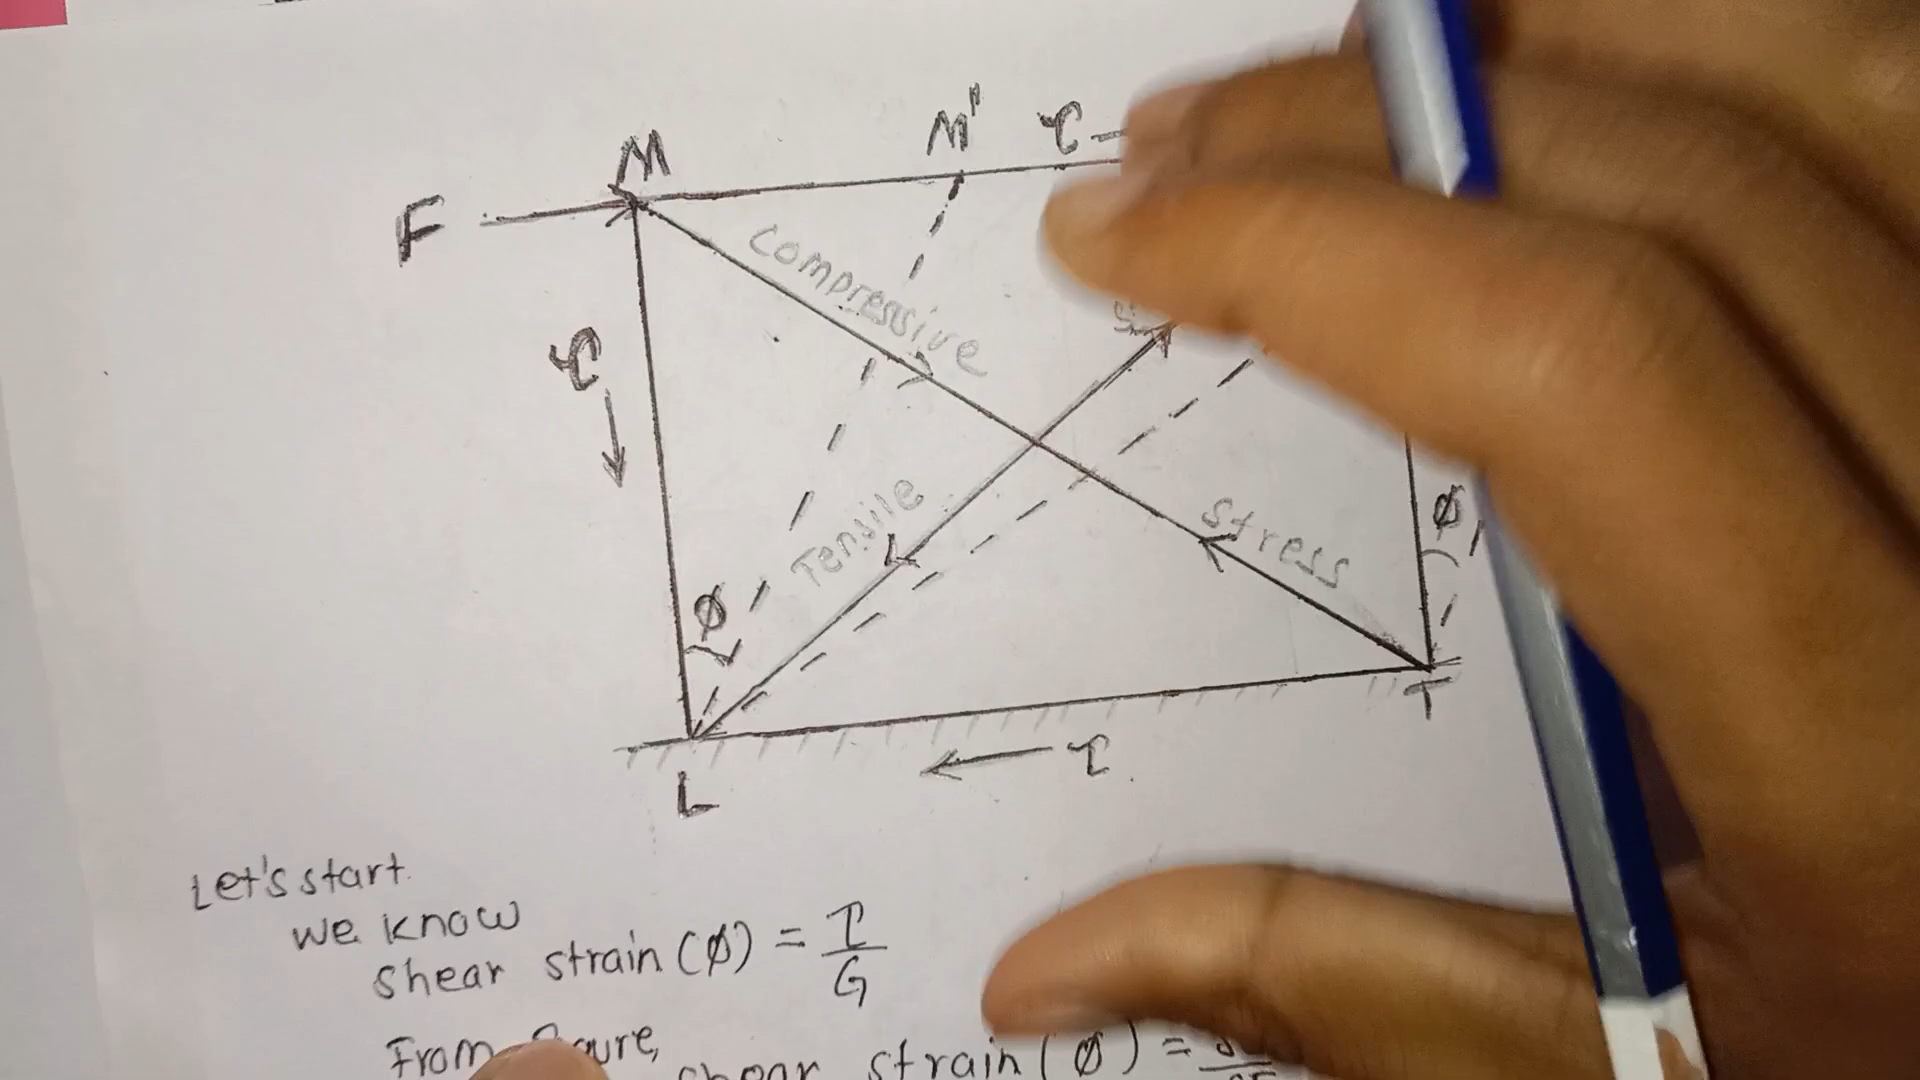 M
M'
τ
F
compressive
τ
Tensile
stress
ϕ
ϕ
T
τ
L
Let's start
we know
shear strain (ϕ) = τ/G
From
shear strain (ϕ) =